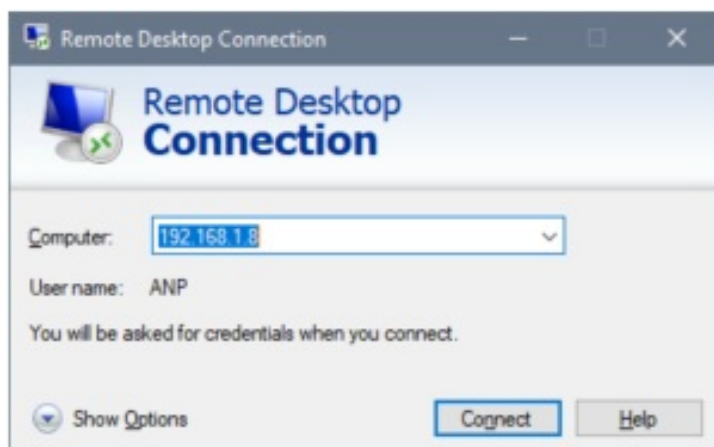 Remote Desktop Connection
Remote Desktop
Connection
Computer: 192.168.1.8
User name: ANP
You will be asked for credentials when you connect.
Show Options Connect Help